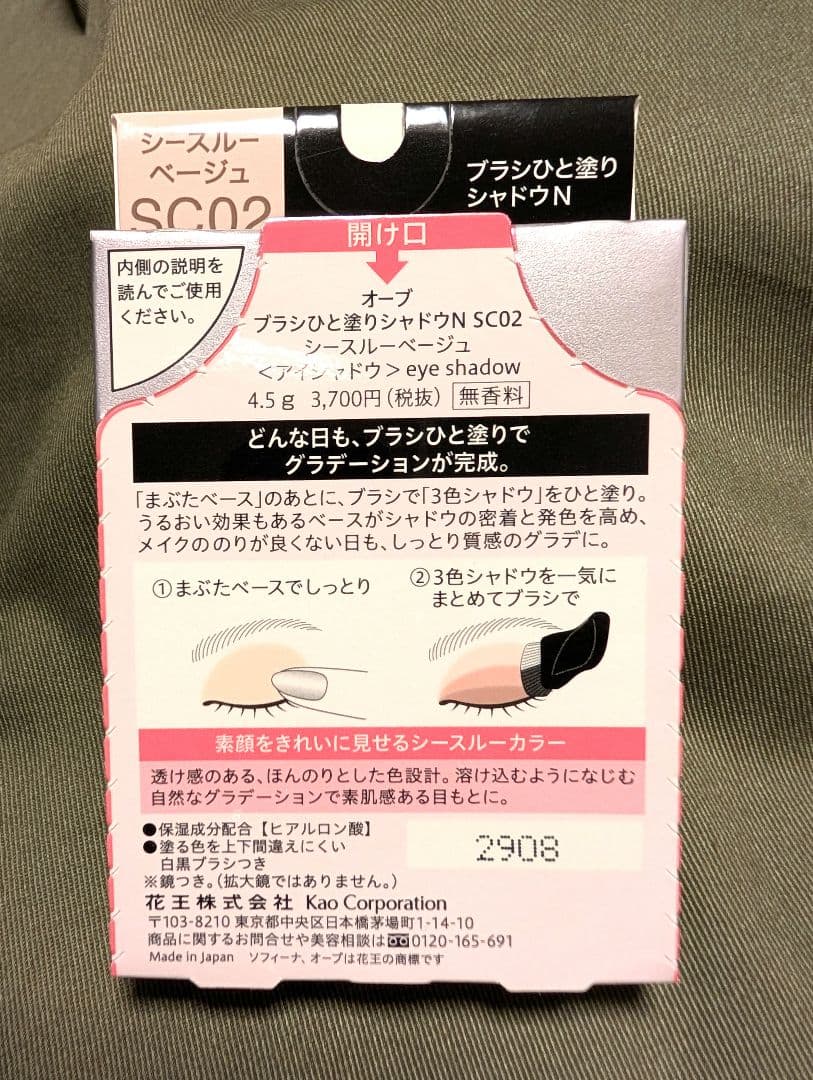 シースルー
ベージュ
SC02
ブラシひと塗り
シャドウN
開け口
内側の説明を
読んでご使用
ください。
オーブ
ブラシひと塗りシャドウN SC02
シースルーベージュ
＜アイシャドウ＞eye shadow
4.5g 3,700円(税抜) 無香料
どんな日も、ブラシひと塗りで
グラデーションが完成。
「まぶたベース」のあとに、ブラシで「3色シャドウ」をひと塗り。
うるおい効果もあるベースがシャドウの密着と発色を高め、
メイクののりが良くない日も、しっとり質感のグラデに。
①まぶたベースでしっとり
②3色シャドウを一気に
まとめてブラシで
素顔をきれいに見せるシースルーカラー
透け感のある、ほんのりとした色設計。溶け込むようになじむ
自然なグラデーションで素肌感ある目もとに。
●保湿成分配合【ヒアルロン酸】
●塗る色を上下間違えにくい
白黒ブラシつき
※鏡つき。(拡大鏡ではありません。)
2908
花王株式会社 Kao Corporation
〒103-8210 東京都中央区日本橋茅場町1-14-10
商品に関するお問合せや美容相談は 0120-165-691
Made in Japan ソフィーナ、オーブは花王の商標です